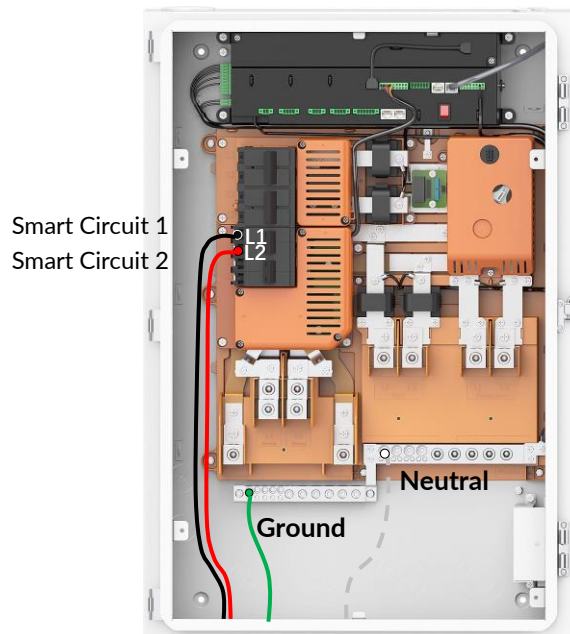 Smart Circuit 1
L1
Smart Circuit 2
L2
Neutral
Ground